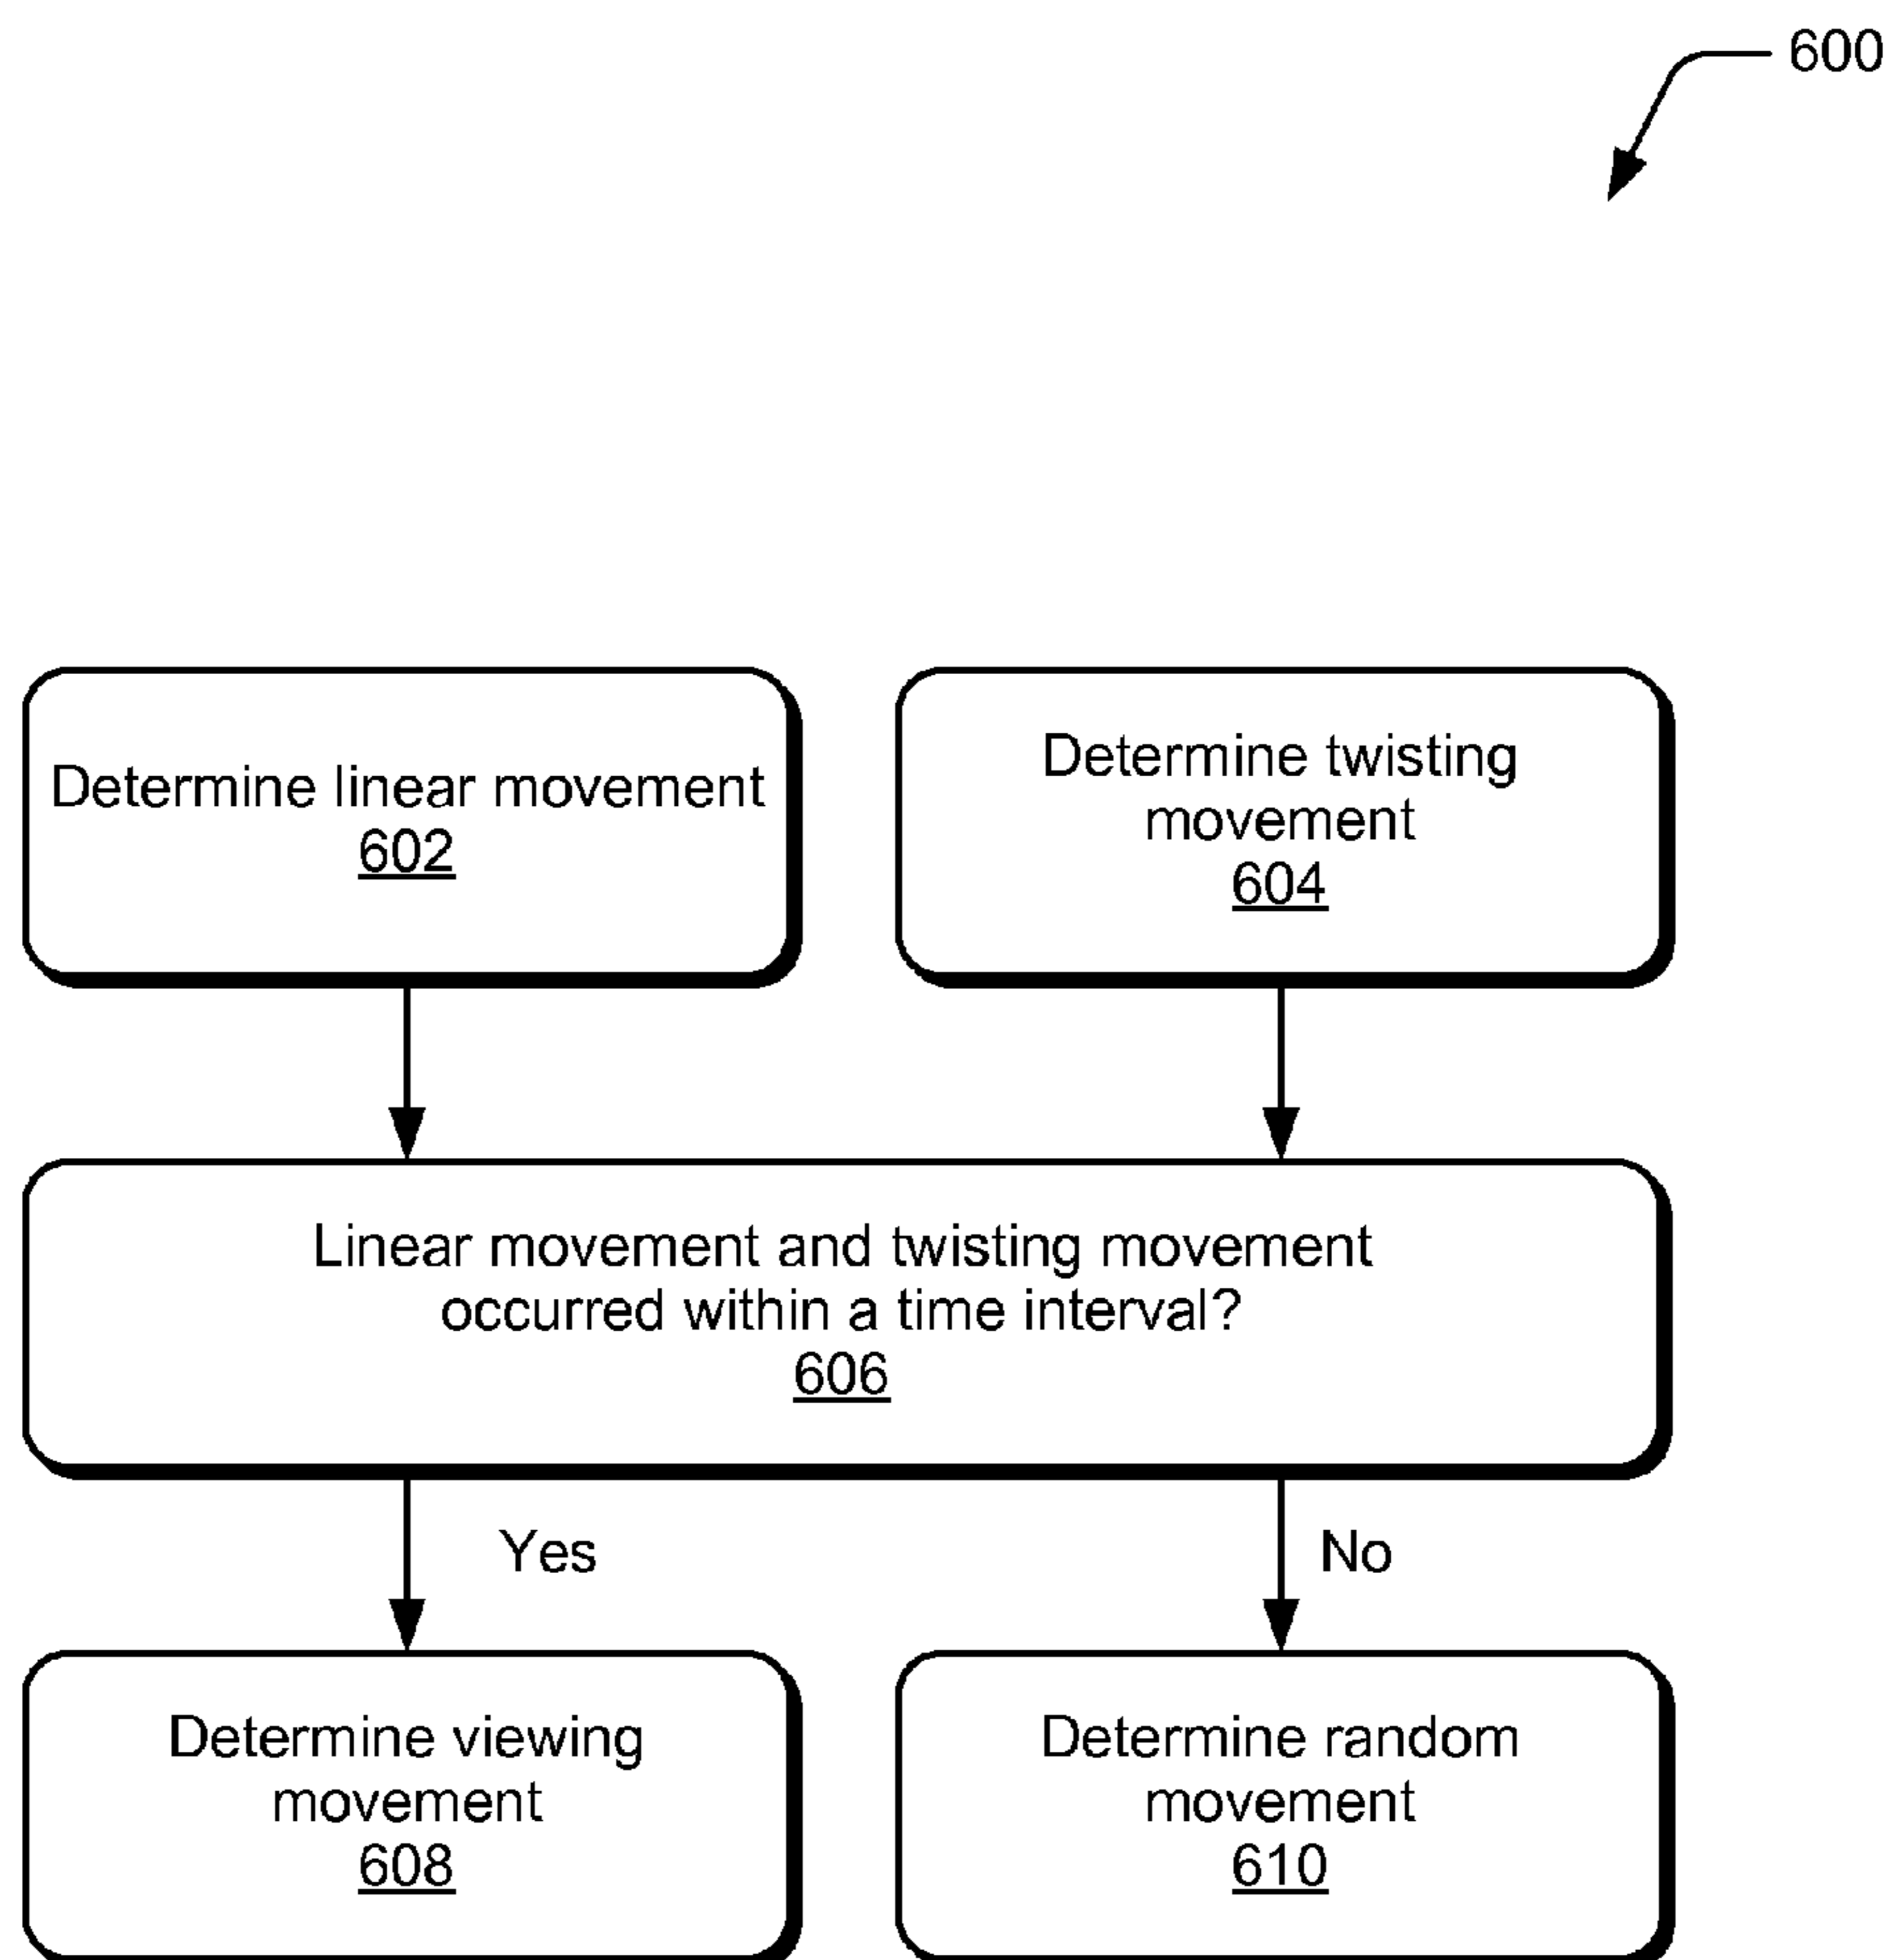 600
Determine linear movement
602
Determine twisting
movement
604
Linear movement and twisting movement
occurred within a time interval?
606
Yes
No
Determine viewing
movement
608
Determine random
movement
610